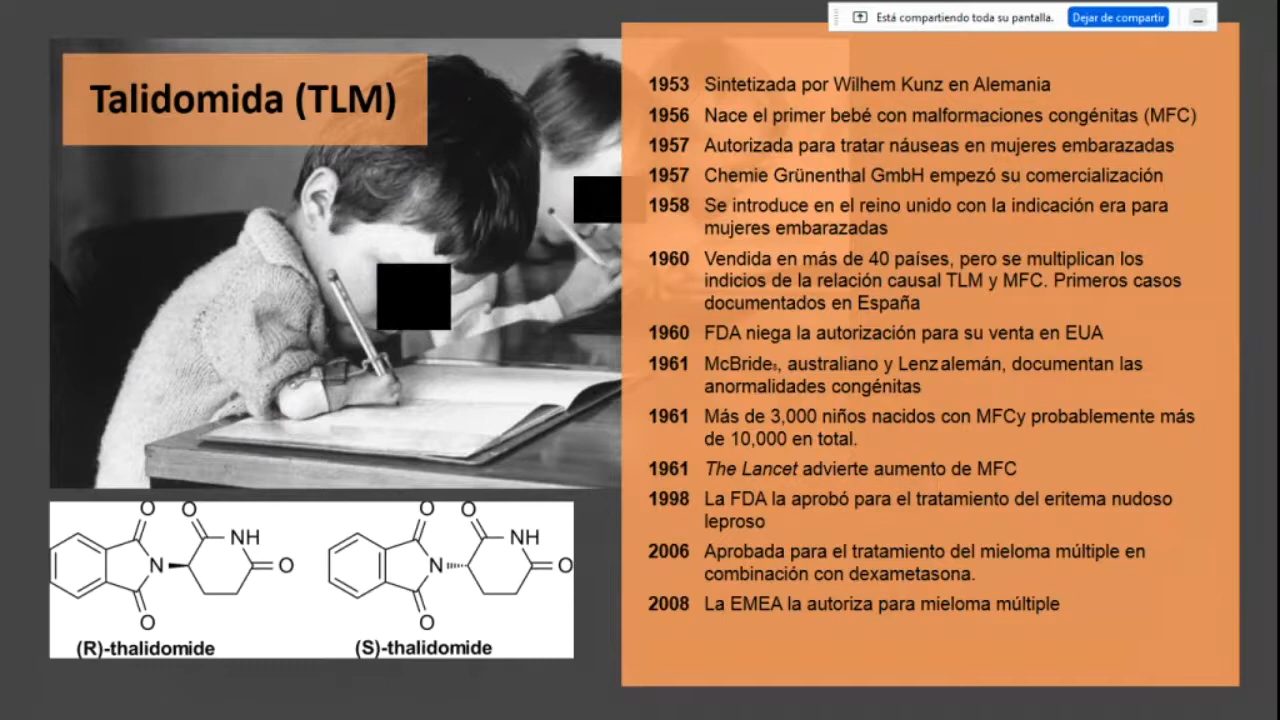 Está compartiendo toda su pantalla.
Dejar de compartir
Talidomida (TLM)
1953 Sintetizada por Wilhem Kunz en Alemania
1956 Nace el primer bebé con malformaciones congénitas (MFC)
1957 Autorizada para tratar náuseas en mujeres embarazadas
1957 Chemie Grünenthal GmbH empezó su comercialización
1958 Se introduce en el reino unido con la indicación era para
mujeres embarazadas
1960 Vendida en más de 40 países, pero se multiplican los
indicios de la relación causal TLM y MFC. Primeros casos
documentados en España
1960 FDA niega la autorización para su venta en EUA
1961 McBride, australiano y Lenz alemán, documentan las
anormalidades congénitas
1961 Más de 3,000 niños nacidos con MFCy probablemente más
de 10,000 en total.
1961 The Lancet advierte aumento de MFC
1998 La FDA la aprobó para el tratamiento del eritema nudoso
leproso
2006 Aprobada para el tratamiento del mieloma múltiple en
combinación con dexametasona.
2008 La EMEA la autoriza para mieloma múltiple
O O O O
NH NH
N O N O
O O
(R)-thalidomide (S)-thalidomide